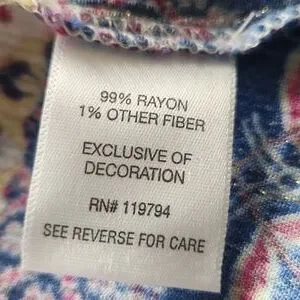 99% RAYON
1% OTHER FIBER
EXCLUSIVE OF
DECORATION
RN# 119794
SEE REVERSE FOR CARE